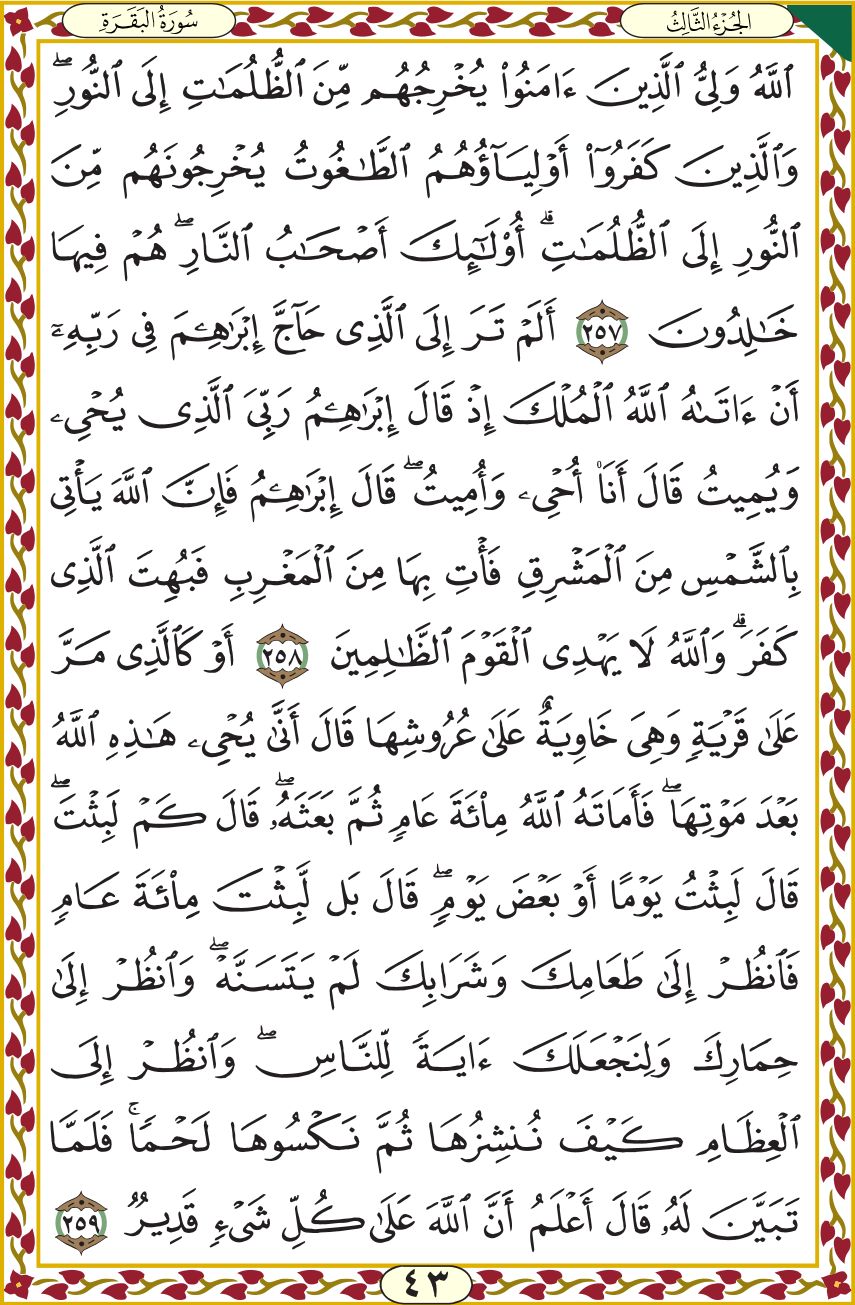 الجُزْءُ الثَّالِثُ
سُورَةُ البَقَرَةِ
ٱللَّهُ وَلِىُّ ٱلَّذِينَ ءَامَنُوا۟ يُخْرِجُهُم مِّنَ ٱلظُّلُمَـٰتِ إِلَى ٱلنُّورِ ۖ
وَٱلَّذِينَ كَفَرُوٓا۟ أَوْلِيَآؤُهُمُ ٱلطَّـٰغُوتُ يُخْرِجُونَهُم مِّنَ
ٱلنُّورِ إِلَى ٱلظُّلُمَـٰتِ ۗ أُو۟لَـٰٓئِكَ أَصْحَـٰبُ ٱلنَّارِ ۖ هُمْ فِيهَا
خَـٰلِدُونَ ٢٥٧ أَلَمْ تَرَ إِلَى ٱلَّذِى حَآجَّ إِبْرَٰهِـۧمَ فِى رَبِّهِۦٓ
أَنْ ءَاتَىٰهُ ٱللَّهُ ٱلْمُلْكَ إِذْ قَالَ إِبْرَٰهِـۧمُ رَبِّىَ ٱلَّذِى يُحْىِۦ
وَيُمِيتُ قَالَ أَنَا۠ أُحْىِۦ وَأُمِيتُ ۖ قَالَ إِبْرَٰهِـۧمُ فَإِنَّ ٱللَّهَ يَأْتِى
بِٱلشَّمْسِ مِنَ ٱلْمَشْرِقِ فَأْتِ بِهَا مِنَ ٱلْمَغْرِبِ فَبُهِتَ ٱلَّذِى
كَفَرَ ۗ وَٱللَّهُ لَا يَهْدِى ٱلْقَوْمَ ٱلظَّـٰلِمِينَ ٢٥٨ أَوْ كَٱلَّذِى مَرَّ
عَلَىٰ قَرْيَةٍ وَهِىَ خَاوِيَةٌ عَلَىٰ عُرُوشِهَا قَالَ أَنَّىٰ يُحْىِۦ هَـٰذِهِ ٱللَّهُ
بَعْدَ مَوْتِهَا ۖ فَأَمَاتَهُ ٱللَّهُ مِا۟ئَةَ عَامٍ ثُمَّ بَعَثَهُۥ ۖ قَالَ كَمْ لَبِثْتَ ۖ
قَالَ لَبِثْتُ يَوْمًا أَوْ بَعْضَ يَوْمٍ ۖ قَالَ بَل لَّبِثْتَ مِا۟ئَةَ عَامٍ
فَٱنظُرْ إِلَىٰ طَعَامِكَ وَشَرَابِكَ لَمْ يَتَسَنَّهْ ۖ وَٱنظُرْ إِلَىٰ
حِمَارِكَ وَلِنَجْعَلَكَ ءَايَةً لِّلنَّاسِ ۖ وَٱنظُرْ إِلَى
ٱلْعِظَامِ كَيْفَ نُنشِزُهَا ثُمَّ نَكْسُوهَا لَحْمًا ۚ فَلَمَّا
تَبَيَّنَ لَهُۥ قَالَ أَعْلَمُ أَنَّ ٱللَّهَ عَلَىٰ كُلِّ شَىْءٍ قَدِيرٌ ٢٥٩
٤٣